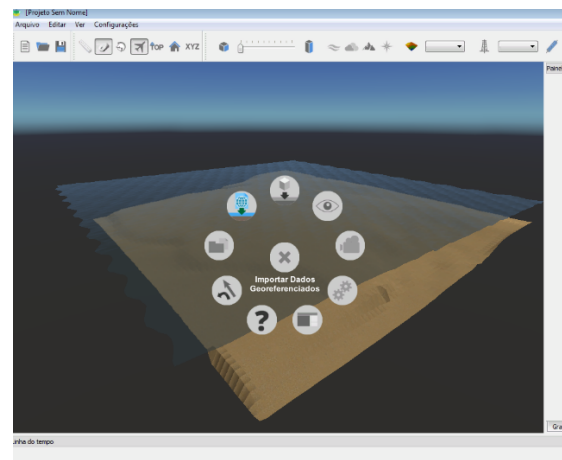 [Projeto Sem Nome]
Arquivo Editar Ver Configurações
TOP XYZ
Paine
Importar Dados
Georeferenciados
?
Gra
inha do tempo